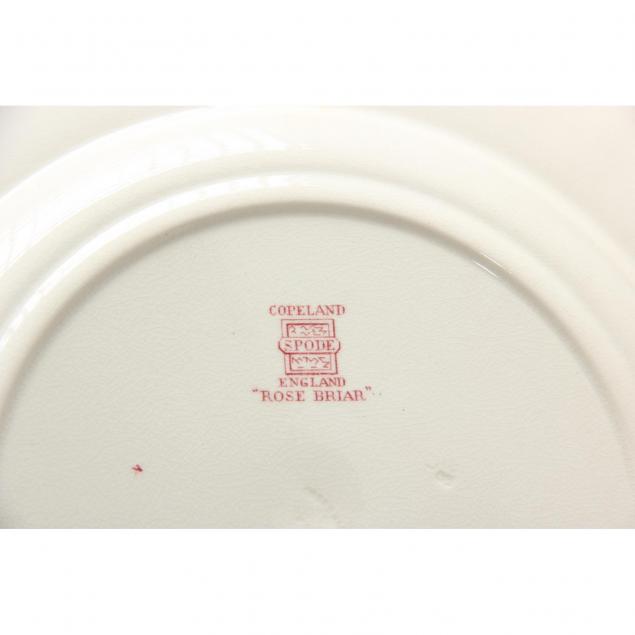 COPELAND
SPODE
ENGLAND
"ROSE BRIAR"